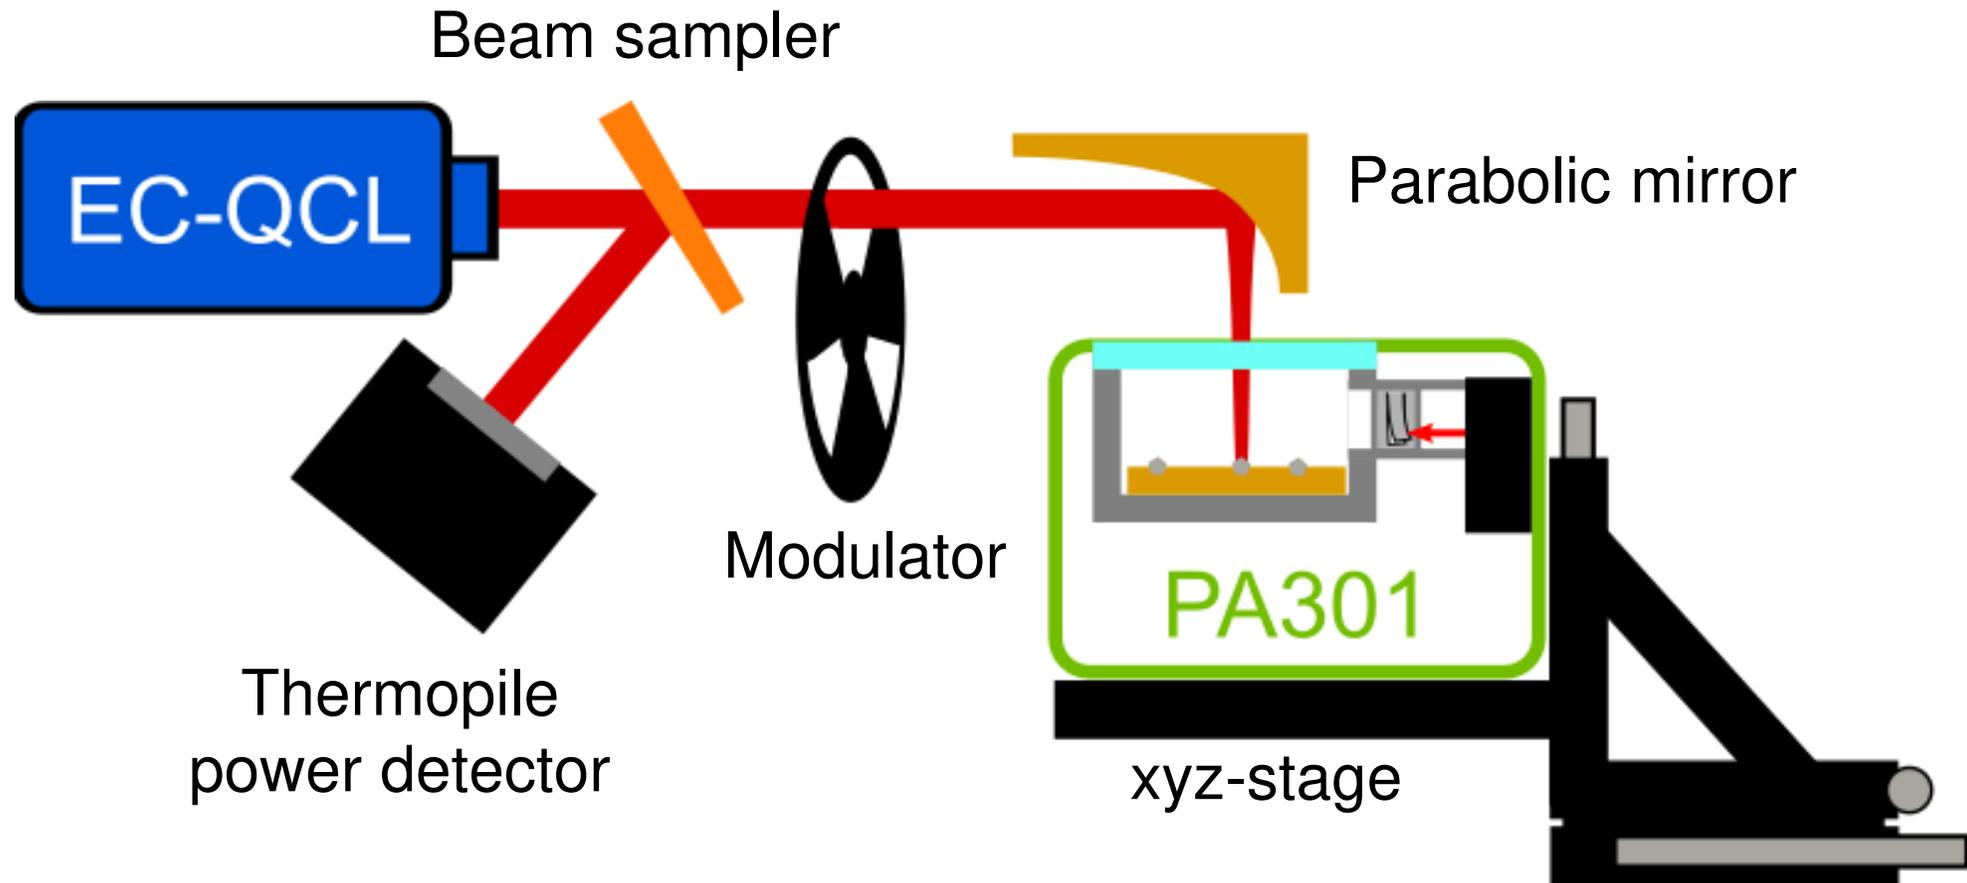 Beam sampler
EC-QCL
Parabolic mirror
Modulator
PA301
Thermopile
power detector
xyz-stage